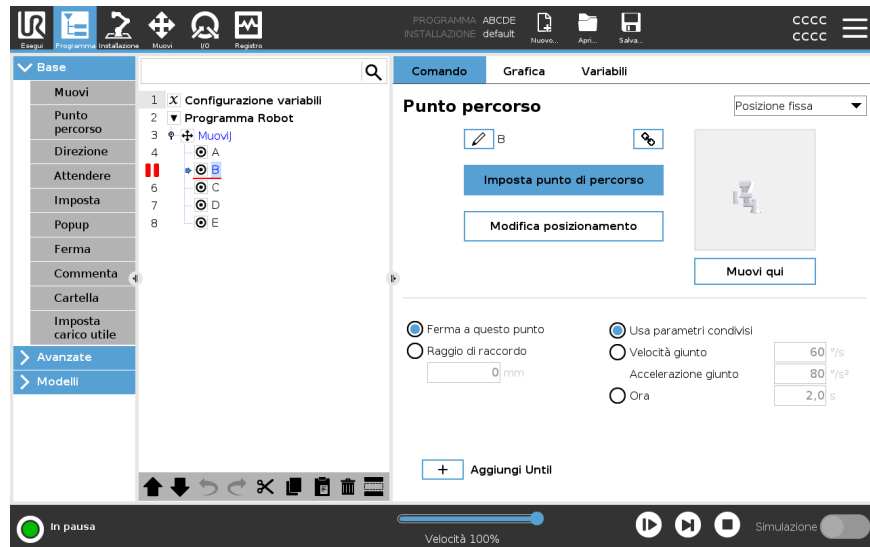 PROGRAMMA ABCDE
INSTALLAZIONE default
UR
Esegui
Programma
Installazione
Muovi
I/O
Registro
Nuovo...
Apri...
Salva...
CCCC
CCCC
Base
Muovi
Punto
percorso
Direzione
Attendere
Imposta
Popup
Ferma
Commenta
Cartella
Imposta
carico utile
Avanzate
Modelli
1 X Configurazione variabili
2 Programma Robot
3 MuoviJ
4 A
B
6 C
7 D
8 E
Comando Grafica Variabili
Punto percorso
Posizione fissa
B
Imposta punto di percorso
Modifica posizionamento
Muovi qui
Ferma a questo punto
Raggio di raccordo
0 mm
Usa parametri condivisi
Velocità giunto 60 °/s
Accelerazione giunto 80 °/s²
Ora 2,0 s
+ Aggiungi Until
In pausa
Velocità 100%
Simulazione